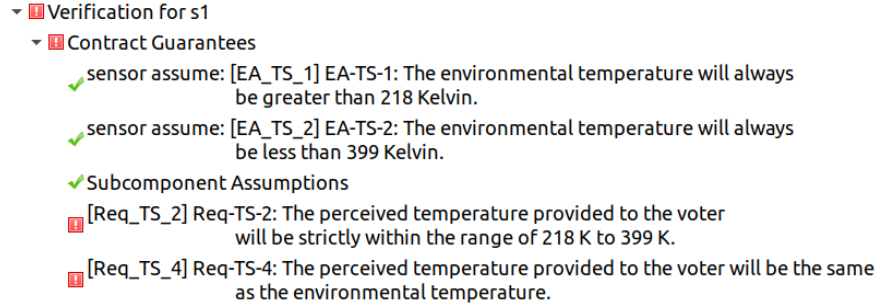 Verification for s1
Contract Guarantees
sensor assume: [EA_TS_1] EA-TS-1: The environmental temperature will always
be greater than 218 Kelvin.
sensor assume: [EA_TS_2] EA-TS-2: The environmental temperature will always
be less than 399 Kelvin.
Subcomponent Assumptions
[Req_TS_2] Req-TS-2: The perceived temperature provided to the voter
will be strictly within the range of 218 K to 399 K.
[Req_TS_4] Req-TS-4: The perceived temperature provided to the voter will be the same
as the environmental temperature.